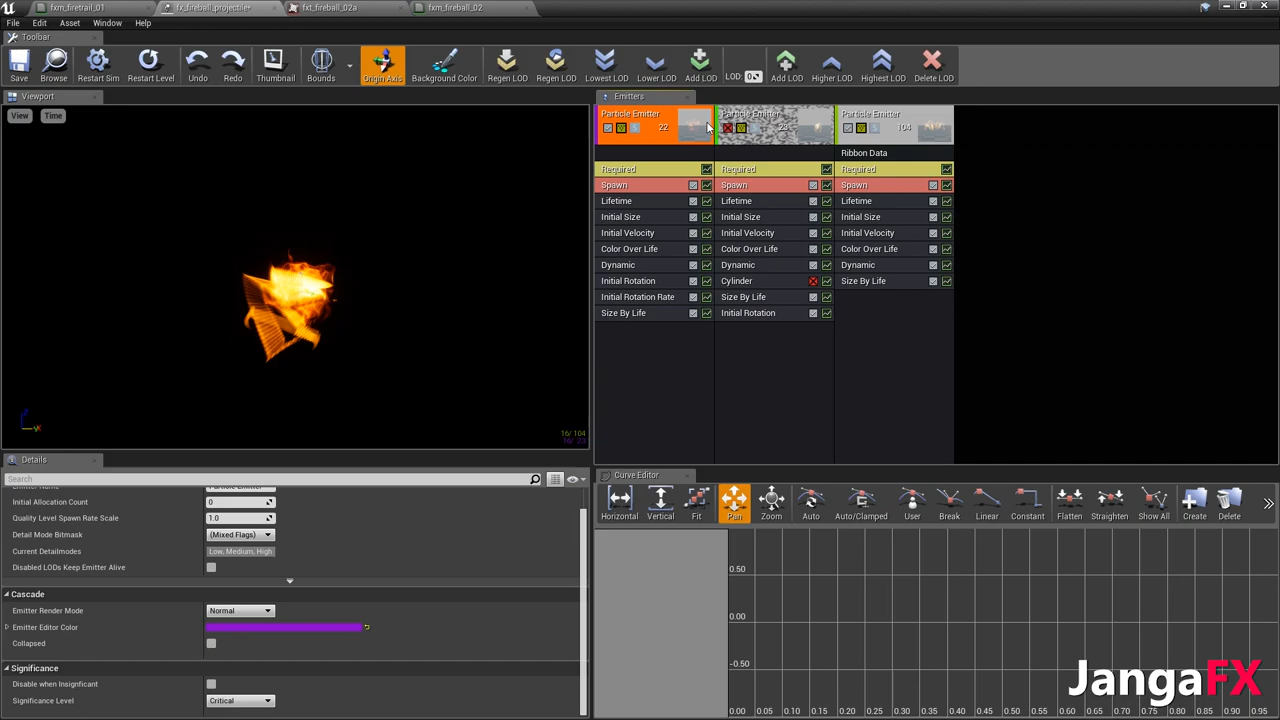 fxm_firetrail_01
fx_fireball_projectile*
fxt_fireball_02a
fxm_fireball_02
File Edit Asset Window Help
Toolbar
Save
Browse
Restart Sim
Restart Level
Undo
Redo
Thumbnail
Bounds
Origin Axis
Background Color
Regen LOD
Regen LOD
Lowest LOD
Lower LOD
Add LOD
LOD: 0
Add LOD
Higher LOD
Highest LOD
Delete LOD
Viewport
View Time
16/ 104
16/ 23
Emitters
Particle Emitter
22
Required
Spawn
Lifetime
Initial Size
Initial Velocity
Color Over Life
Dynamic
Initial Rotation
Initial Rotation Rate
Size By Life
Particle Emitter
23
Required
Spawn
Lifetime
Initial Size
Initial Velocity
Color Over Life
Dynamic
Cylinder
Size By Life
Initial Rotation
Particle Emitter
104
Ribbon Data
Required
Spawn
Lifetime
Initial Size
Initial Velocity
Color Over Life
Dynamic
Size By Life
Details
Search
Initial Allocation Count 0
Quality Level Spawn Rate Scale 1.0
Detail Mode Bitmask (Mixed Flags)
Current Detailmodes Low, Medium, High
Disabled LODs Keep Emitter Alive
Cascade
Emitter Render Mode Normal
Emitter Editor Color
Collapsed
Significance
Disable when Insignficant
Significance Level Critical
Curve Editor
Horizontal
Vertical
Fit
Pan
Zoom
Auto
Auto/Clamped
User
Break
Linear
Constant
Flatten
Straighten
Show All
Create
Delete
0.50
0.00
-0.50
0.00 0.05 0.10 0.15 0.20 0.25 0.30 0.35 0.40 0.45 0.50 0.55 0.60 0.65 0.70 0.75 0.80 0.85 0.90 0.95
JangaFX